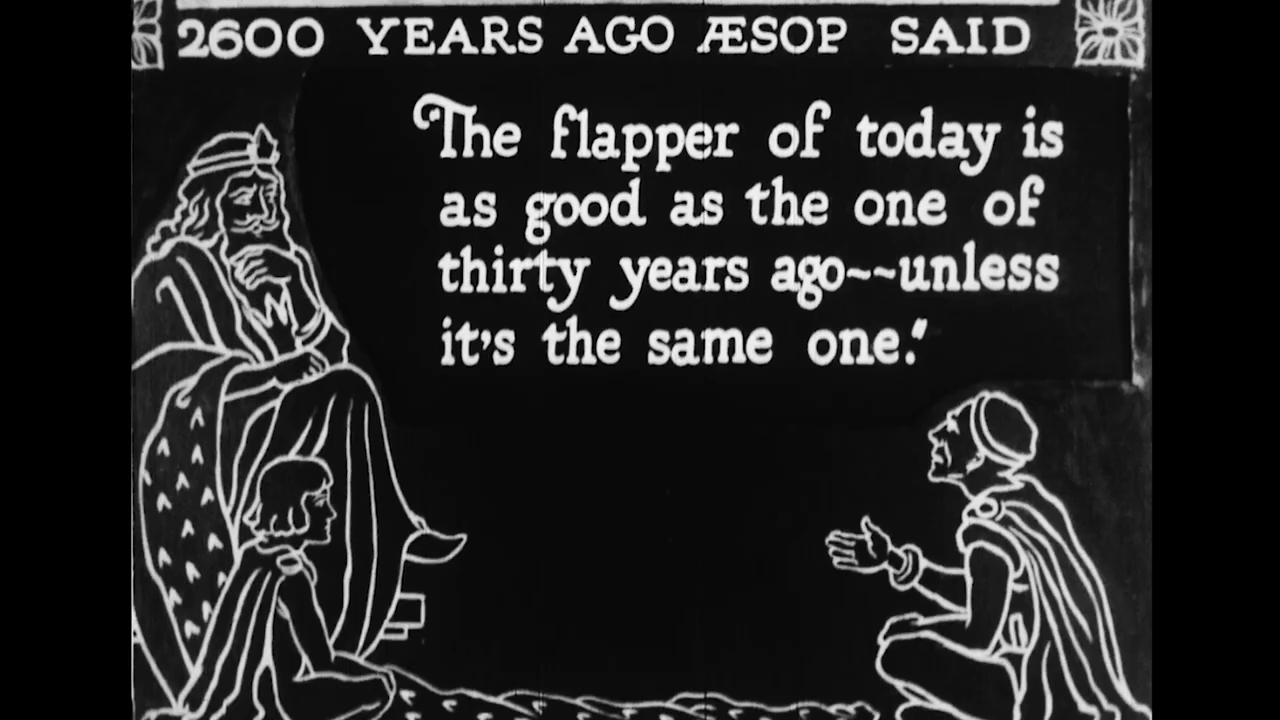 2600 YEARS AGO ÆSOP SAID
"The flapper of today is
as good as the one of
thirty years ago--unless
it's the same one."